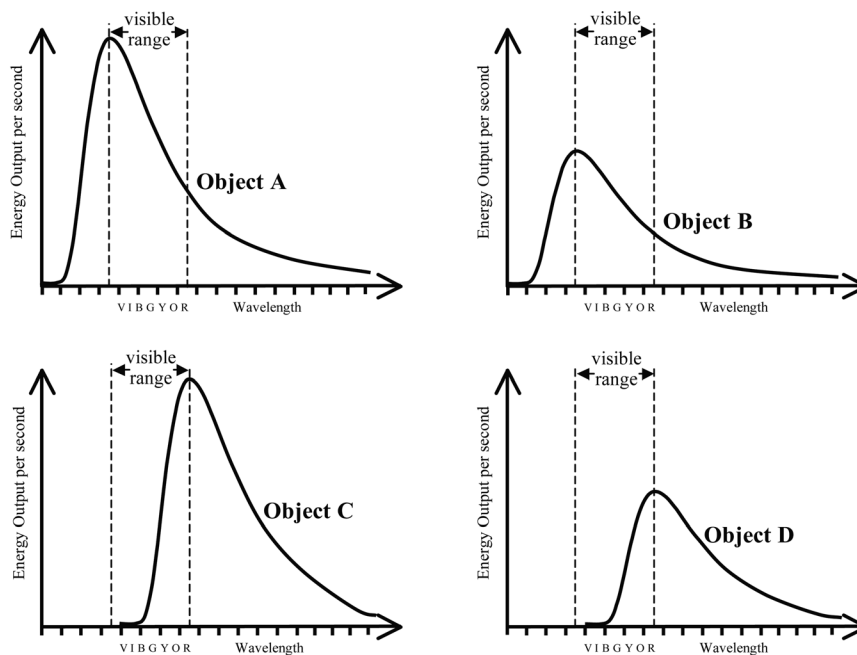 visible
range
Energy Output per second
Object A
V I B G Y O R
Wavelength
visible
range
Energy Output per second
Object B
V I B G Y O R
Wavelength
visible
range
Energy Output per second
Object C
V I B G Y O R
Wavelength
visible
range
Energy Output per second
Object D
V I B G Y O R
Wavelength